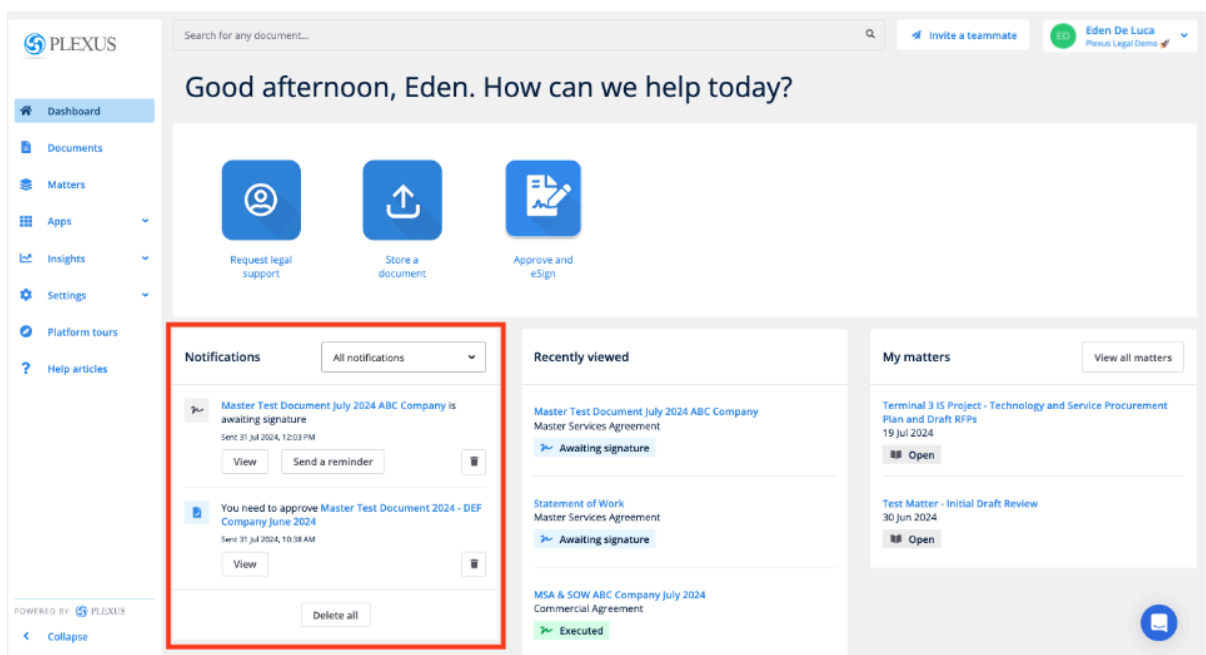 PLEXUS
Search for any document...
Invite a teammate
ED
Eden De Luca
Plexus Legal Demo 🚀
Good afternoon, Eden. How can we help today?
Dashboard
Documents
Matters
Apps
Insights
Settings
Platform tours
Help articles
Request legal
support
Store a
document
Approve and
eSign
Notifications
All notifications
Master Test Document July 2024 ABC Company is
awaiting signature
Sent 31 Jul 2024, 12:03 PM
View
Send a reminder
You need to approve Master Test Document 2024 - DEF
Company June 2024
Sent 31 Jul 2024, 10:38 AM
View
Delete all
Recently viewed
Master Test Document July 2024 ABC Company
Master Services Agreement
Awaiting signature
Statement of Work
Master Services Agreement
Awaiting signature
MSA & SOW ABC Company July 2024
Commercial Agreement
Executed
My matters
View all matters
Terminal 3 IS Project - Technology and Service Procurement
Plan and Draft RFPs
19 Jul 2024
Open
Test Matter - Initial Draft Review
30 Jun 2024
Open
POWERED BY PLEXUS
Collapse